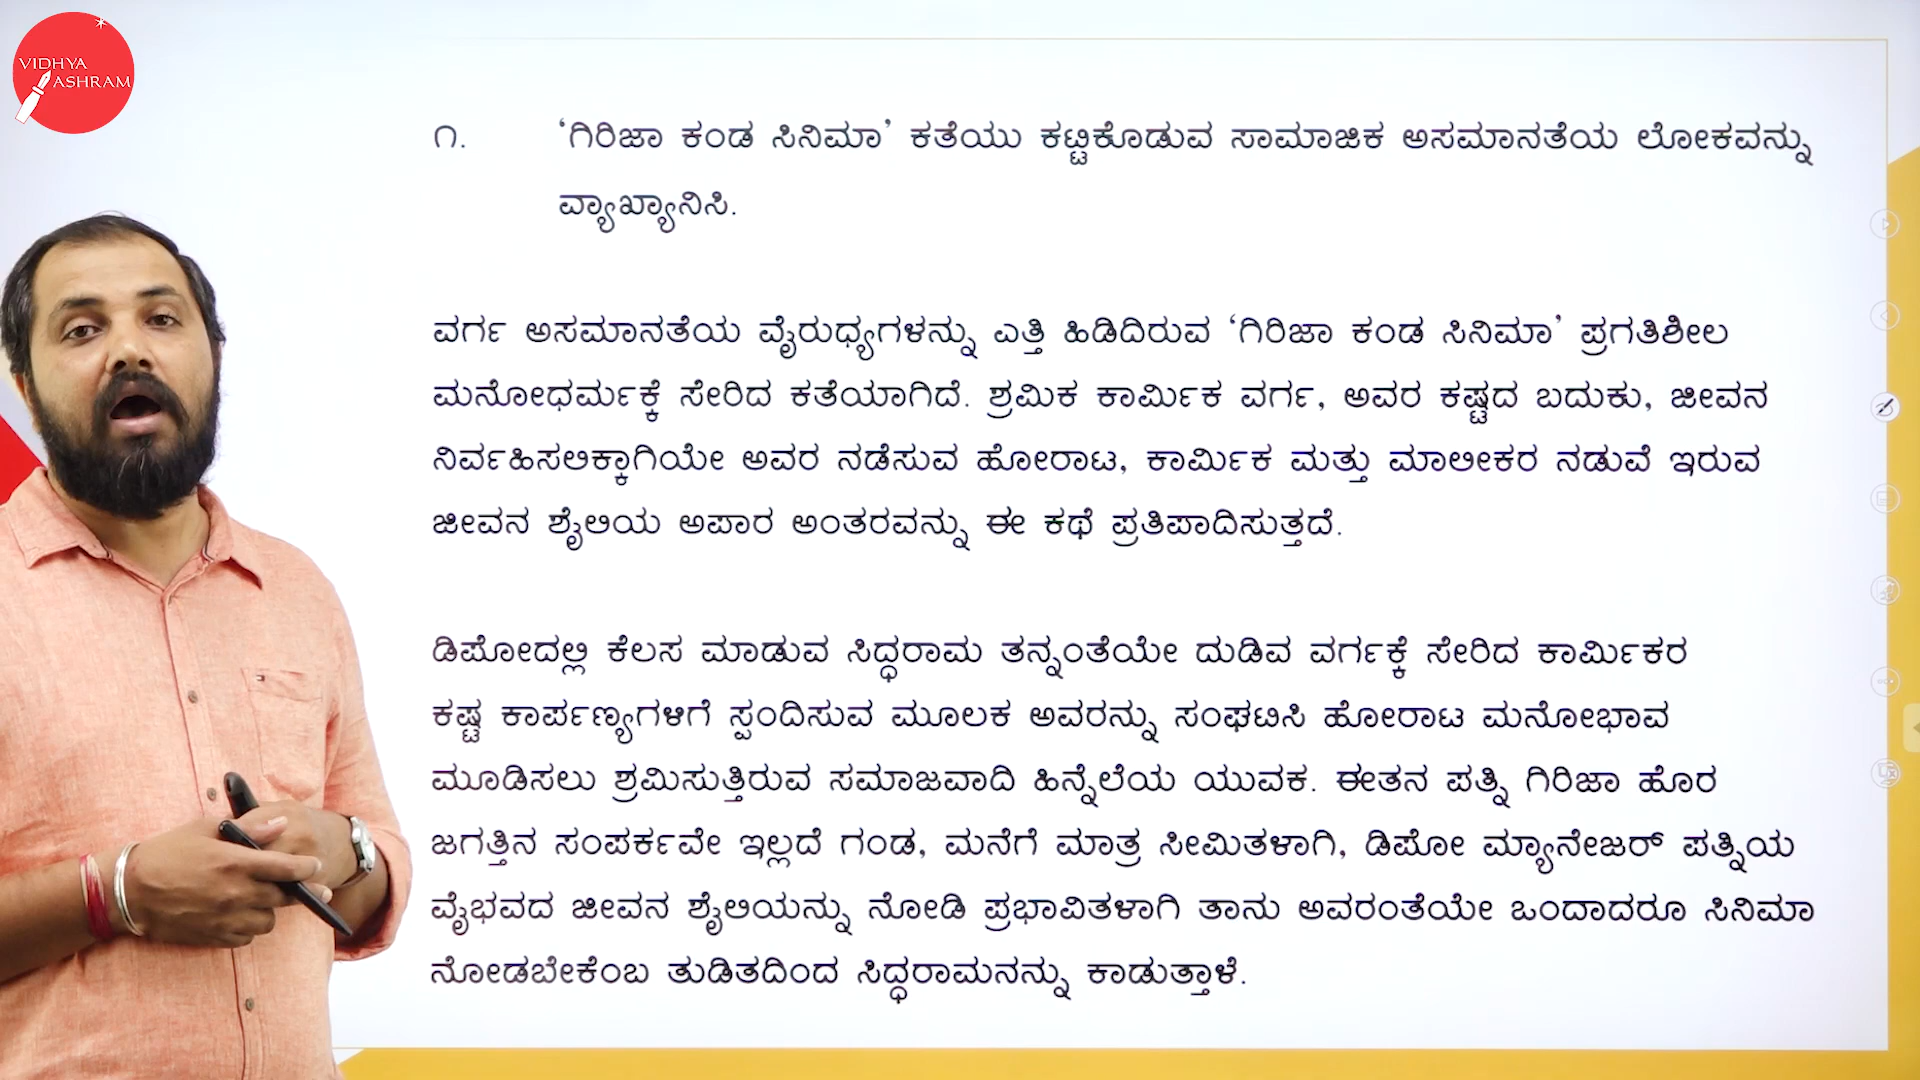 VIDHYA
ASHRAM
೧. ‘ಗಿರಿಜಾ ಕಂಡ ಸಿನಿಮಾ’ ಕತೆಯು ಕಟ್ಟಿಕೊಡುವ ಸಾಮಾಜಿಕ ಅಸಮಾನತೆಯ ಲೋಕವನ್ನು
ವ್ಯಾಖ್ಯಾನಿಸಿ.
ವರ್ಗ ಅಸಮಾನತೆಯ ವೈರುಧ್ಯಗಳನ್ನು ಎತ್ತಿ ಹಿಡಿದಿರುವ ‘ಗಿರಿಜಾ ಕಂಡ ಸಿನಿಮಾ’ ಪ್ರಗತಿಶೀಲ
ಮನೋಧರ್ಮಕ್ಕೆ ಸೇರಿದ ಕತೆಯಾಗಿದೆ. ಶ್ರಮಿಕ ಕಾರ್ಮಿಕ ವರ್ಗ, ಅವರ ಕಷ್ಟದ ಬದುಕು, ಜೀವನ
ನಿರ್ವಹಿಸಲಿಕ್ಕಾಗಿಯೇ ಅವರ ನಡೆಸುವ ಹೋರಾಟ, ಕಾರ್ಮಿಕ ಮತ್ತು ಮಾಲೀಕರ ನಡುವೆ ಇರುವ
ಜೀವನ ಶೈಲಿಯ ಅಪಾರ ಅಂತರವನ್ನು ಈ ಕಥೆ ಪ್ರತಿಪಾದಿಸುತ್ತದೆ.
ಡಿಪೋದಲ್ಲಿ ಕೆಲಸ ಮಾಡುವ ಸಿದ್ಧರಾಮ ತನ್ನಂತೆಯೇ ದುಡಿವ ವರ್ಗಕ್ಕೆ ಸೇರಿದ ಕಾರ್ಮಿಕರ
ಕಷ್ಟ ಕಾರ್ಪಣ್ಯಗಳಿಗೆ ಸ್ಪಂದಿಸುವ ಮೂಲಕ ಅವರನ್ನು ಸಂಘಟಿಸಿ ಹೋರಾಟ ಮನೋಭಾವ
ಮೂಡಿಸಲು ಶ್ರಮಿಸುತ್ತಿರುವ ಸಮಾಜವಾದಿ ಹಿನ್ನೆಲೆಯ ಯುವಕ. ಈತನ ಪತ್ನಿ ಗಿರಿಜಾ ಹೊರ
ಜಗತ್ತಿನ ಸಂಪರ್ಕವೇ ಇಲ್ಲದೆ ಗಂಡ, ಮನೆಗೆ ಮಾತ್ರ ಸೀಮಿತಳಾಗಿ, ಡಿಪೋ ಮ್ಯಾನೇಜರ್ ಪತ್ನಿಯ
ವೈಭವದ ಜೀವನ ಶೈಲಿಯನ್ನು ನೋಡಿ ಪ್ರಭಾವಿತಳಾಗಿ ತಾನು ಅವರಂತೆಯೇ ಒಂದಾದರೂ ಸಿನಿಮಾ
ನೋಡಬೇಕೆಂಬ ತುಡಿತದಿಂದ ಸಿದ್ಧರಾಮನನ್ನು ಕಾಡುತ್ತಾಳೆ.